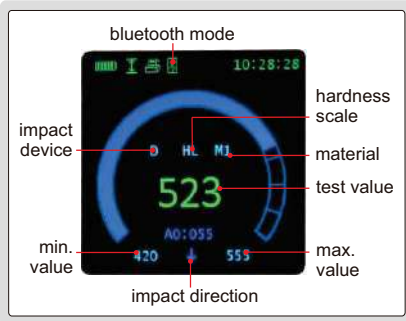 bluetooth mode
10:28:28
hardness
scale
impact
device
D HL M1
material
523
test value
A0:055
min.
value
420
555
max.
value
impact direction